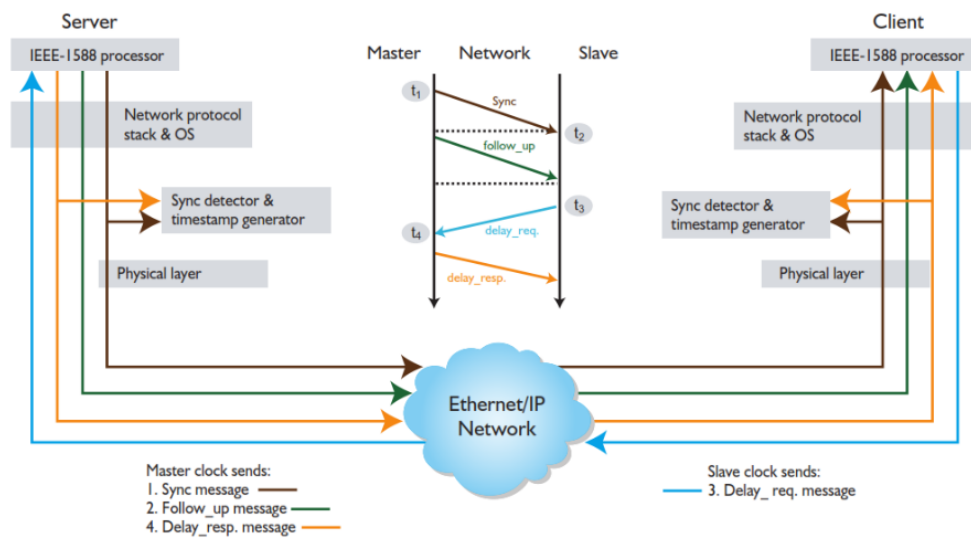 Server
IEEE-1588 processor
Network protocol
stack & OS
Sync detector &
timestamp generator
Physical layer
Master
Network
Slave
t1
Sync
t2
follow_up
t3
t4
delay_req.
delay_resp.
Client
IEEE-1588 processor
Network protocol
stack & OS
Sync detector &
timestamp generator
Physical layer
Ethernet/IP
Network
Master clock sends:
1. Sync message
2. Follow_up message
4. Delay_resp. message
Slave clock sends:
3. Delay_ req. message